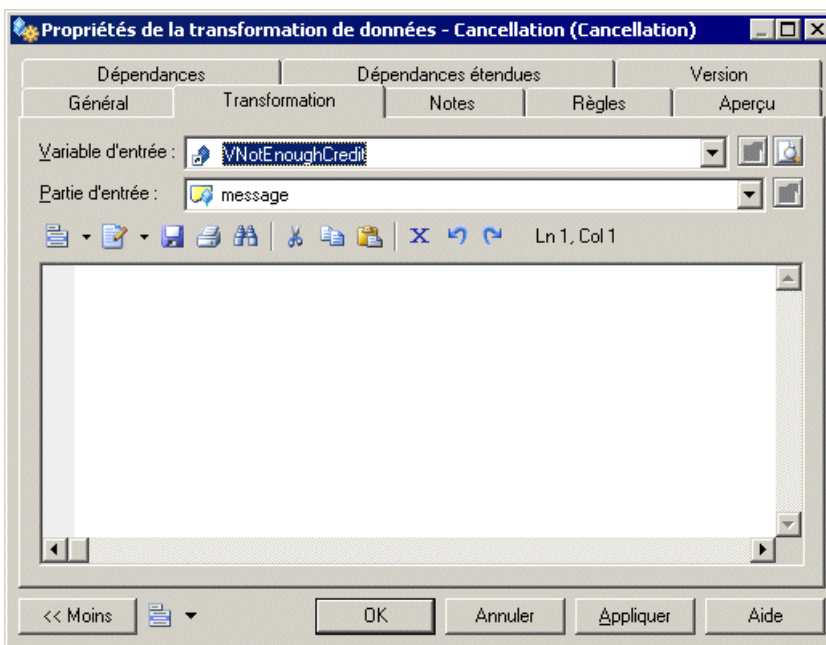 Propriétés de la transformation de données - Cancellation (Cancellation)
Dépendances Dépendances étendues Version
Général Transformation Notes Règles Aperçu
Variable d'entrée : VNotEnoughCredit
Partie d'entrée : message
Ln 1, Col 1
<< Moins OK Annuler Appliquer Aide